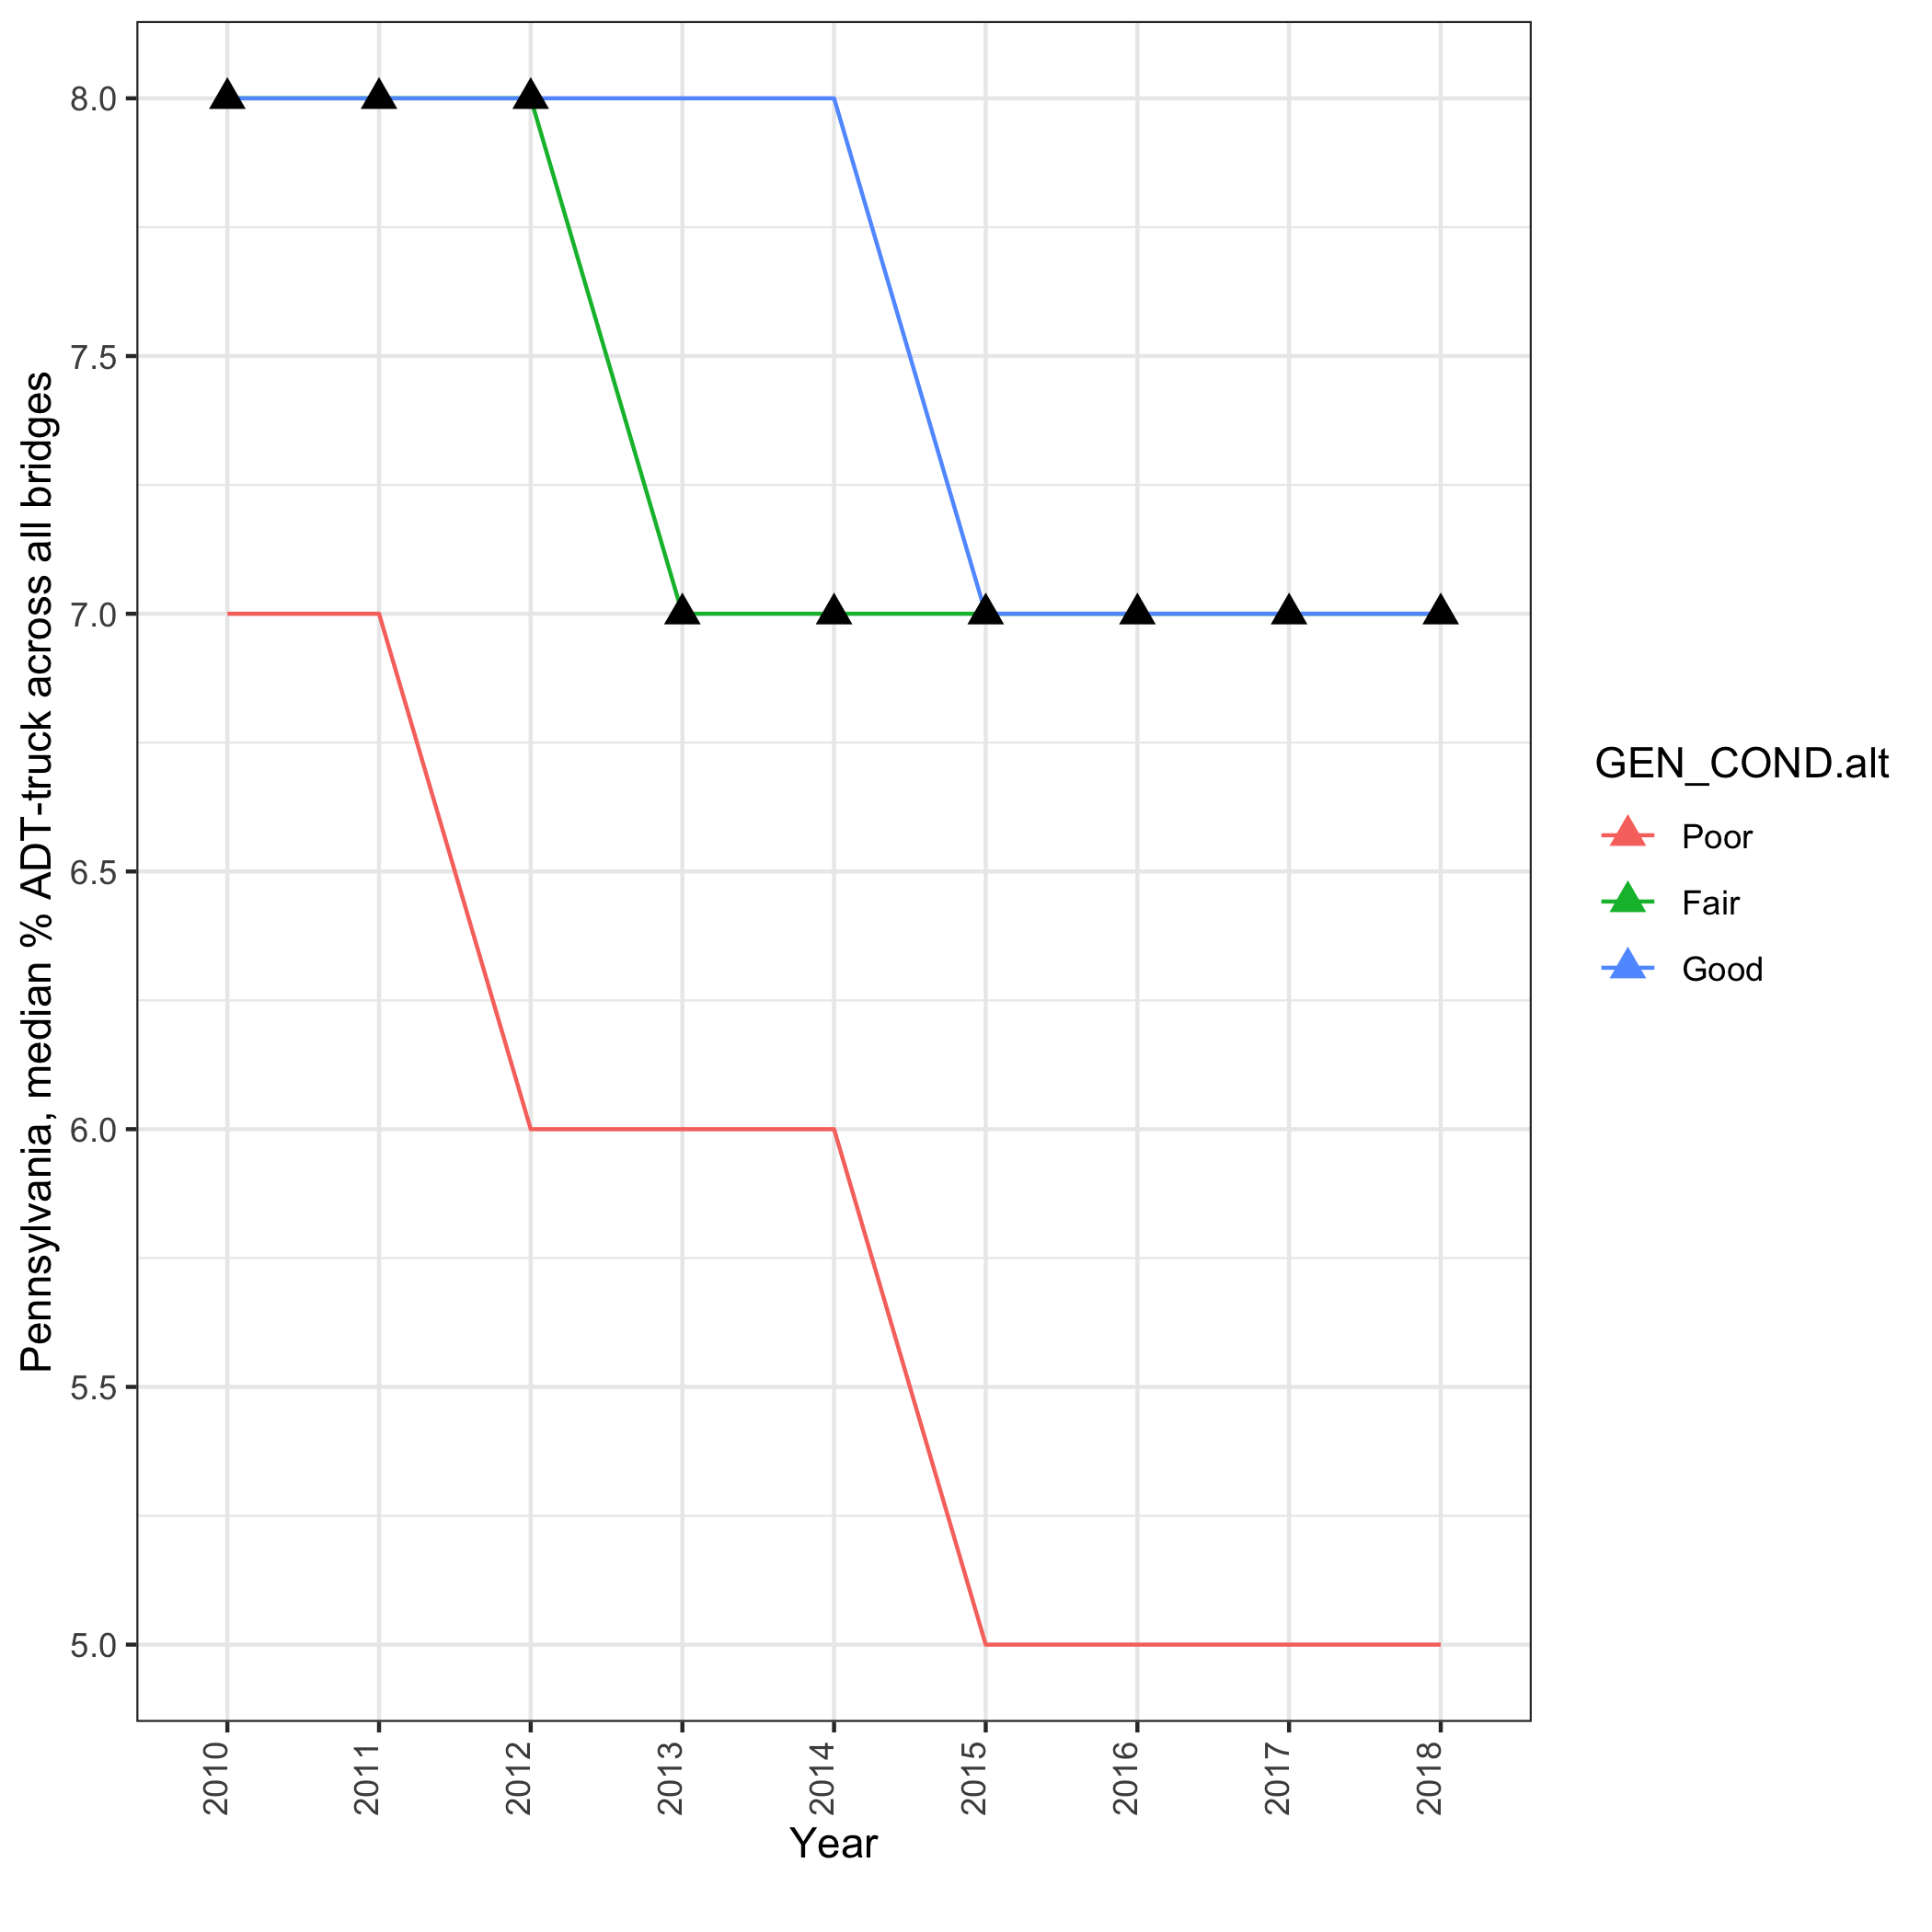 Pennsylvania, median % ADT-truck across all bridges
8.0
7.5
7.0
6.5
6.0
5.5
5.0
2010
2011
2012
2013
2014
2015
2016
2017
2018
Year
GEN_COND.alt
Poor
Fair
Good